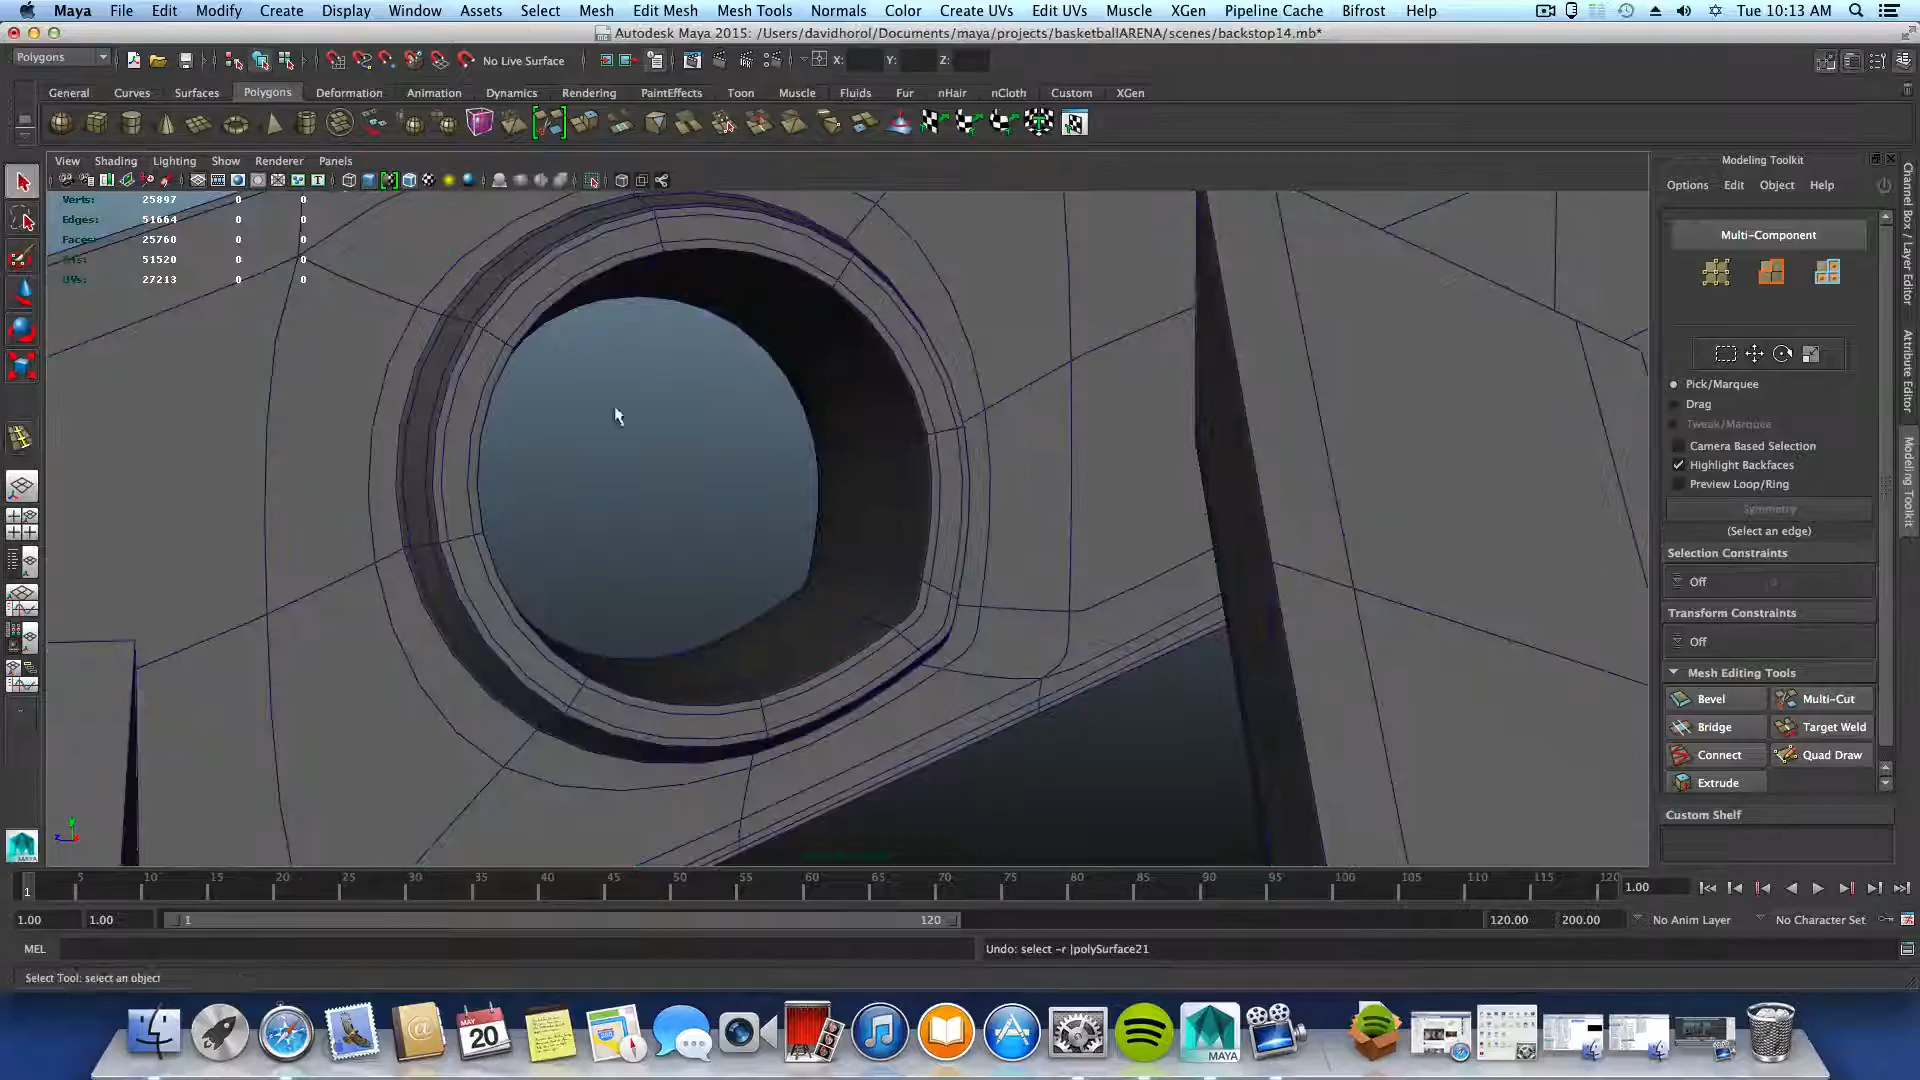 Maya File Edit Modify Create Display Window Assets Select Mesh Edit Mesh Mesh Tools Normals Color Create UVs Edit UVs Muscle XGen Pipeline Cache Bifrost Help Tue 10:13 AM
Autodesk Maya 2015: /Users/davidhorol/Documents/maya/projects/basketballARENA/scenes/backstop14.mb*
Polygons No Live Surface X: Y: Z:
General Curves Surfaces Polygons Deformation Animation Dynamics Rendering PaintEffects Toon Muscle Fluids Fur nHair nCloth Custom XGen
View Shading Lighting Show Renderer Panels
Verts: 25897 0 0
Edges: 51664 0 0
Faces: 25760 0 0
Tris: 51520 0 0
UVs: 27213 0 0
Modeling Toolkit
Options Edit Object Help
Multi-Component
Pick/Marquee
Drag
Tweak/Marquee
Camera Based Selection
Highlight Backfaces
Preview Loop/Ring
Symmetry
(Select an edge)
Selection Constraints
Off
Transform Constraints
Off
Mesh Editing Tools
Bevel Multi-Cut
Bridge Target Weld
Connect Quad Draw
Extrude
Custom Shelf
Channel Box / Layer Editor
Attribute Editor
Modeling Toolkit
y
z x
MAYA
1 5 10 15 20 25 30 35 40 45 50 55 60 65 70 75 80 85 90 95 100 105 110 115 120 1.00
1.00 1.00 1 120 120.00 200.00 No Anim Layer No Character Set
MEL Undo: select -r |polySurface21
Select Tool: select an object
MAY
20
MAYA